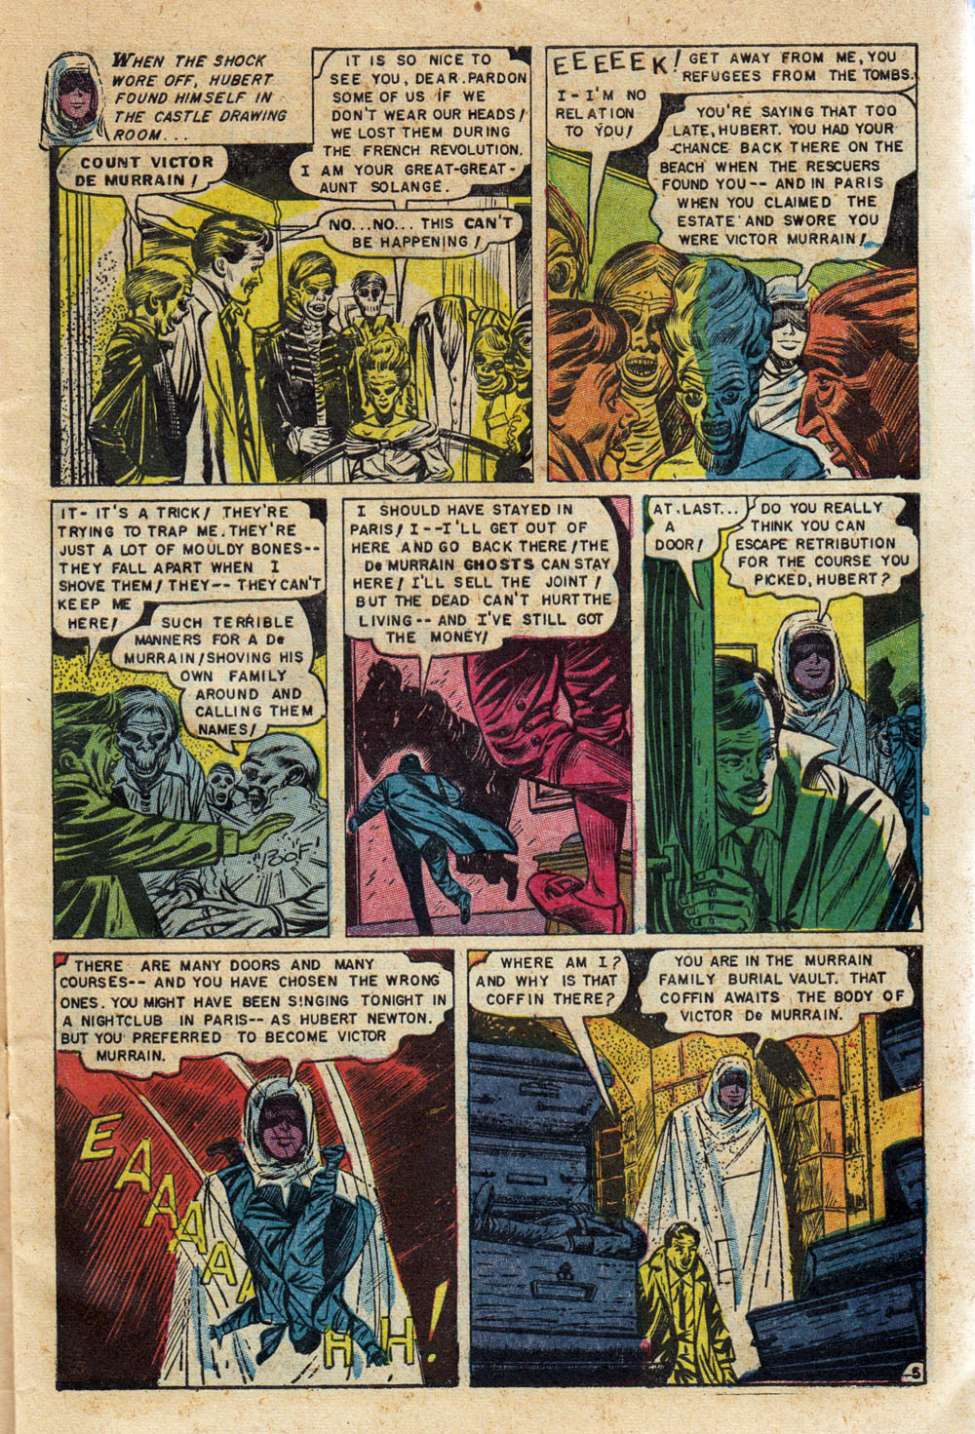 WHEN THE SHOCK
WORE OFF, HUBERT
FOUND HIMSELF IN
THE CASTLE DRAWING
ROOM...
COUNT VICTOR
DE MURRAIN!
IT IS SO NICE TO
SEE YOU, DEAR. PARDON
SOME OF US IF WE
DON'T WEAR OUR HEADS!
WE LOST THEM DURING
THE FRENCH REVOLUTION.
I AM YOUR GREAT-GREAT-
AUNT SOLANGE.
NO...NO... THIS CAN'T
BE HAPPENING!
EEEEEK! GET AWAY FROM ME, YOU
REFUGEES FROM THE TOMBS.
I-I'M NO
RELATION
TO YOU!
YOU'RE SAYING THAT TOO
LATE, HUBERT. YOU HAD YOUR
CHANCE BACK THERE ON THE
BEACH WHEN THE RESCUERS
FOUND YOU-- AND IN PARIS
WHEN YOU CLAIMED THE
ESTATE AND SWORE YOU
WERE VICTOR MURRAIN!
IT- IT'S A TRICK! THEY'RE
TRYING TO TRAP ME. THEY'RE
JUST A LOT OF MOULDY BONES--
THEY FALL APART WHEN I
SHOVE THEM! THEY-- THEY CAN'T
KEEP ME
HERE!
SUCH TERRIBLE
MANNERS FOR A De
MURRAIN! SHOVING HIS
OWN FAMILY
AROUND AND
CALLING THEM
NAMES!
POOF!
I SHOULD HAVE STAYED IN
PARIS! I--I'LL GET OUT OF
HERE AND GO BACK THERE! THE
De MURRAIN GHOSTS CAN STAY
HERE! I'LL SELL THE JOINT!
BUT THE DEAD CAN'T HURT THE
LIVING-- AND I'VE STILL GOT
THE MONEY!
AT LAST...
A
DOOR!
DO YOU REALLY
THINK YOU CAN
ESCAPE RETRIBUTION
FOR THE COURSE YOU
PICKED, HUBERT?
THERE ARE MANY DOORS AND MANY
COURSES-- AND YOU HAVE CHOSEN THE WRONG
ONES. YOU MIGHT HAVE BEEN SINGING TONIGHT IN
A NIGHTCLUB IN PARIS-- AS HUBERT NEWTON.
BUT YOU PREFERRED TO BECOME VICTOR
MURRAIN.
EAAAAAHH!
WHERE AM I?
AND WHY IS THAT
COFFIN THERE?
YOU ARE IN THE MURRAIN
FAMILY BURIAL VAULT. THAT
COFFIN AWAITS THE BODY OF
VICTOR De MURRAIN.
-5